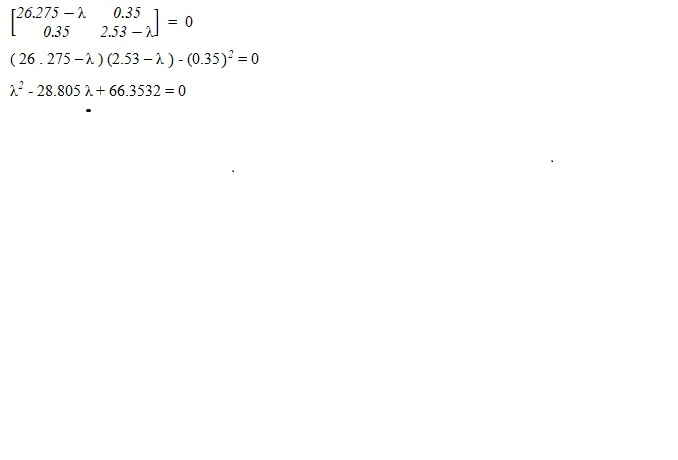 [26.275 – λ 0.35
0.35 2.53 – λ] = 0
( 26 . 275 – λ ) (2.53 – λ ) - (0.35)² = 0
λ² - 28.805 λ + 66.3532 = 0